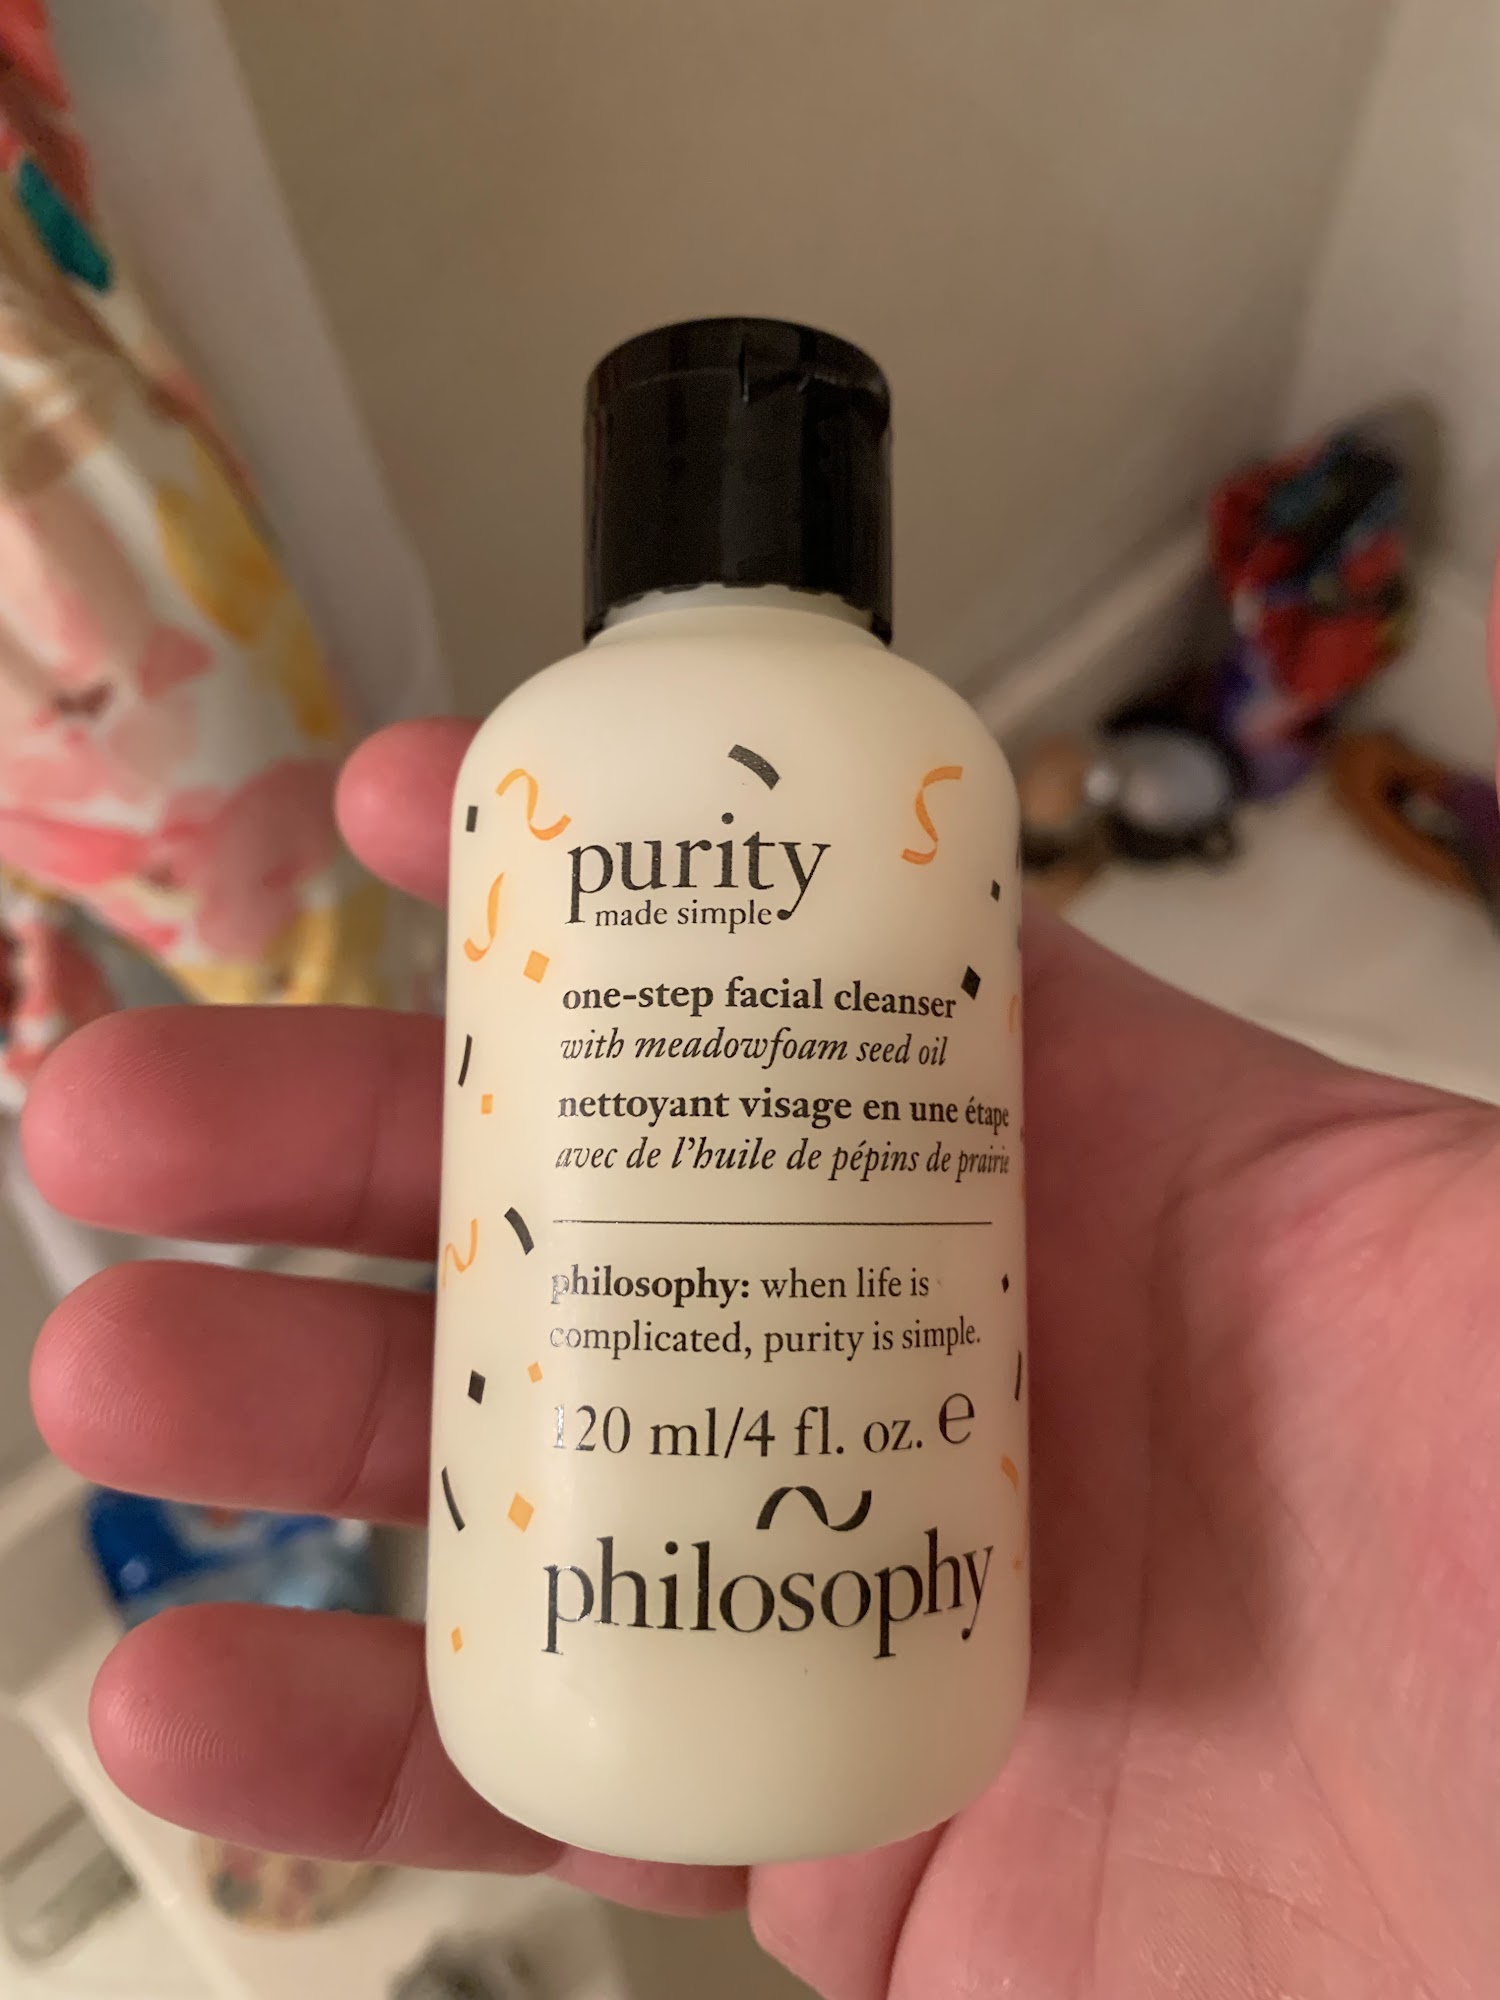 purity
made simple
one-step facial cleanser
with meadowfoam seed oil
nettoyant visage en une étape
avec de l'huile de pépins de prairie
philosophy: when life is
complicated, purity is simple.
120 ml/4 fl. oz. e
philosophy